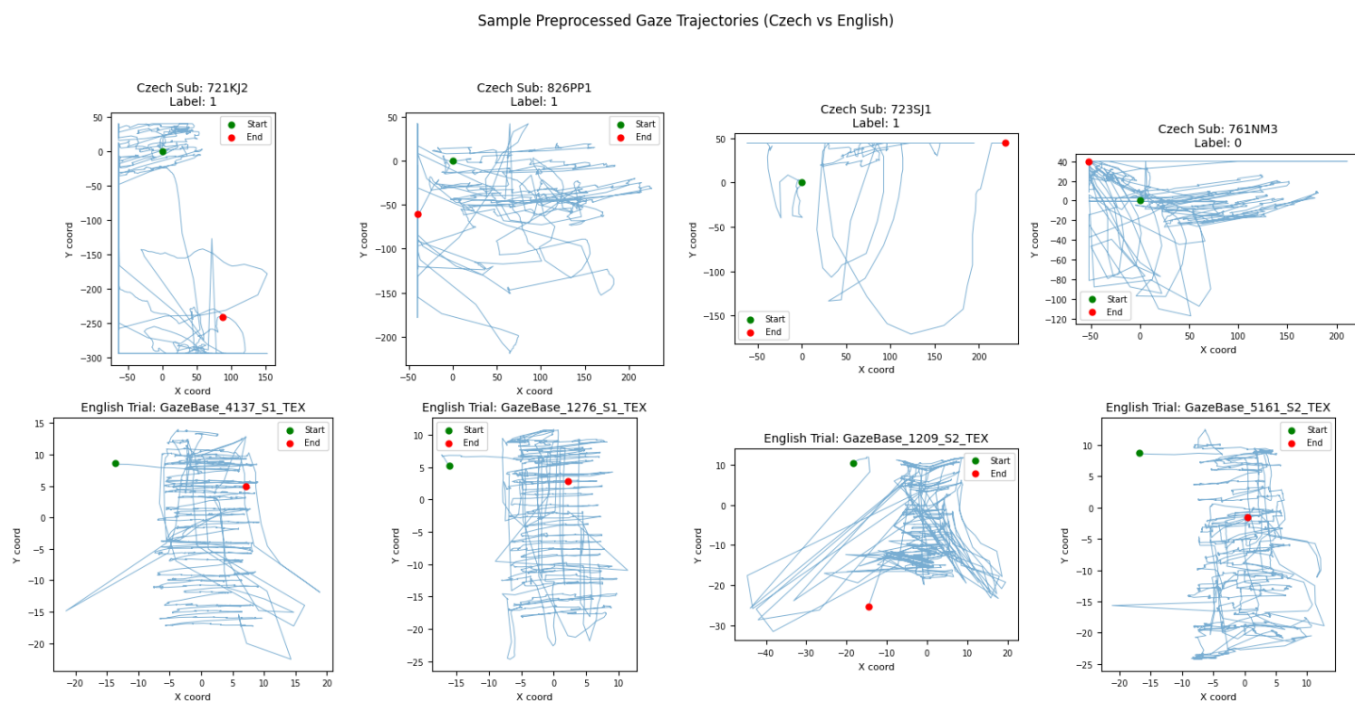 Sample Preprocessed Gaze Trajectories (Czech vs English)
Czech Sub: 721KJ2
Label: 1
Start
End
50
0
−50
−100
−150
−200
−250
−300
Y coord
−50
0
50
100
150
X coord
Czech Sub: 826PP1
Label: 1
Start
End
50
0
−50
−100
−150
−200
Y coord
−50
0
50
100
150
200
X coord
Czech Sub: 723SJ1
Label: 1
Start
End
50
0
−50
−100
−150
Y coord
−50
0
50
100
150
200
X coord
Czech Sub: 761NM3
Label: 0
Start
End
40
20
0
−20
−40
−60
−80
−100
−120
Y coord
−50
0
50
100
150
200
X coord
English Trial: GazeBase_4137_S1_TEX
Start
End
15
10
5
0
−5
−10
−15
−20
Y coord
−20
−15
−10
−5
0
5
10
15
20
X coord
English Trial: GazeBase_1276_S1_TEX
Start
End
10
5
0
−5
−10
−15
−20
−25
Y coord
−15
−10
−5
0
5
10
X coord
English Trial: GazeBase_1209_S2_TEX
Start
End
10
0
−10
−20
−30
Y coord
−40
−30
−20
−10
0
10
20
X coord
English Trial: GazeBase_5161_S2_TEX
Start
End
10
5
0
−5
−10
−15
−20
−25
Y coord
−20
−15
−10
−5
0
5
10
X coord